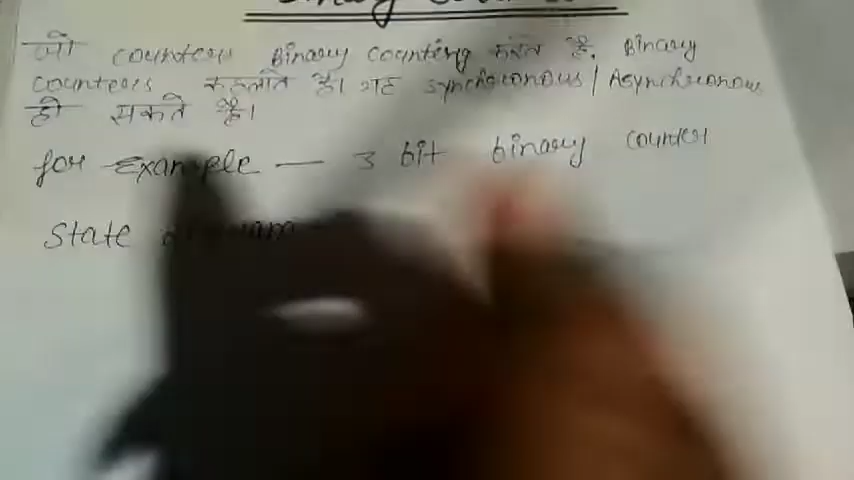 जो counters Binary counting करते है, Binary
counters कहलाते है। यह synchronous / Asynchronous
हो सकते है।
for Example — 3 bit binary counter
State